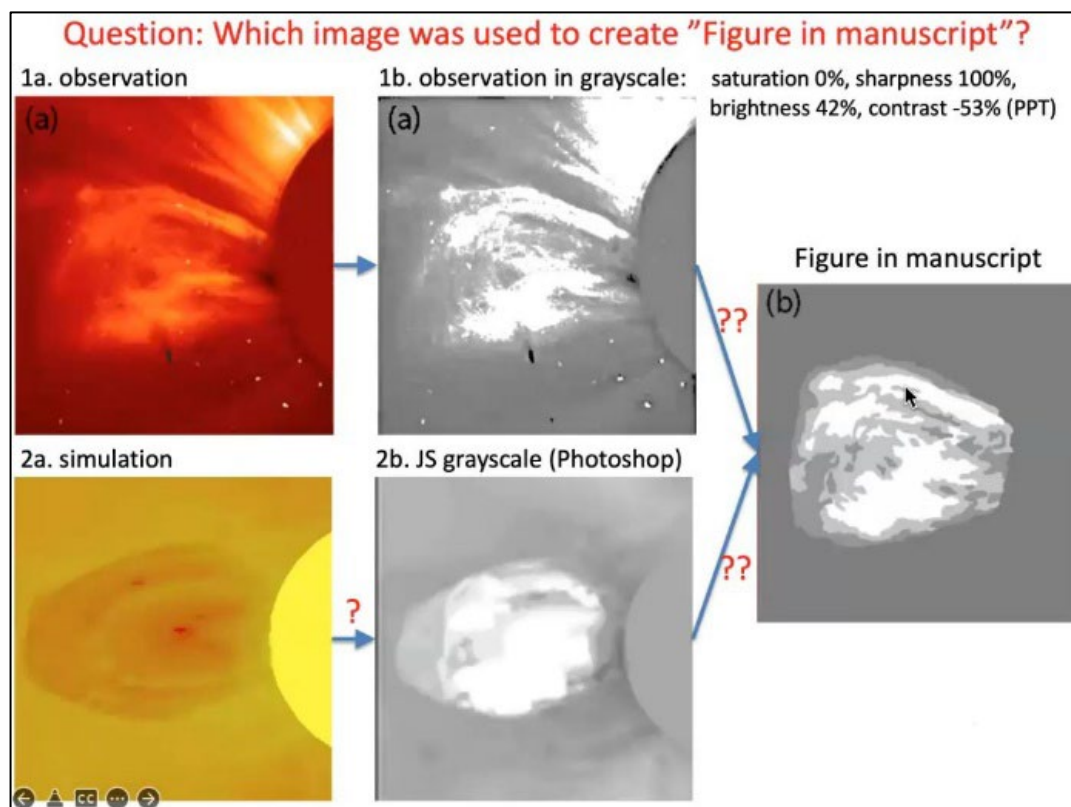 Question: Which image was used to create ”Figure in manuscript”?
1a. observation
1b. observation in grayscale:
saturation 0%, sharpness 100%,
brightness 42%, contrast -53% (PPT)
(a)
(a)
Figure in manuscript
(b)
??
2a. simulation
2b. JS grayscale (Photoshop)
?
??
CC